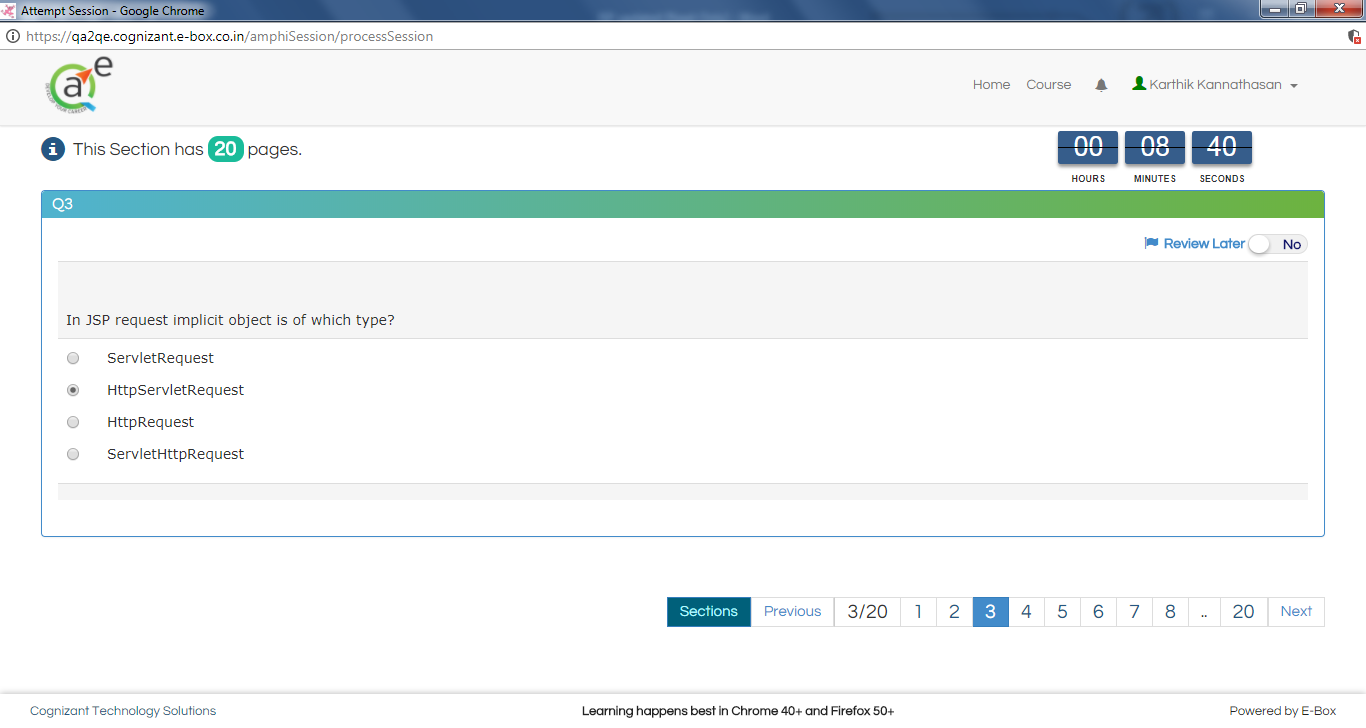 Attempt Session - Google Chrome
https://qa2qe.cognizant.e-box.co.in/amphiSession/processSession
a e
DEVELOP YOUR CAREER
Home Course Karthik Kannathasan
This Section has 20 pages.
00 08 40
HOURS MINUTES SECONDS
Q3
Review Later No
In JSP request implicit object is of which type?
ServletRequest
HttpServletRequest
HttpRequest
ServletHttpRequest
Sections Previous 3/20 1 2 3 4 5 6 7 8 .. 20 Next
Cognizant Technology Solutions Learning happens best in Chrome 40+ and Firefox 50+ Powered by E-Box